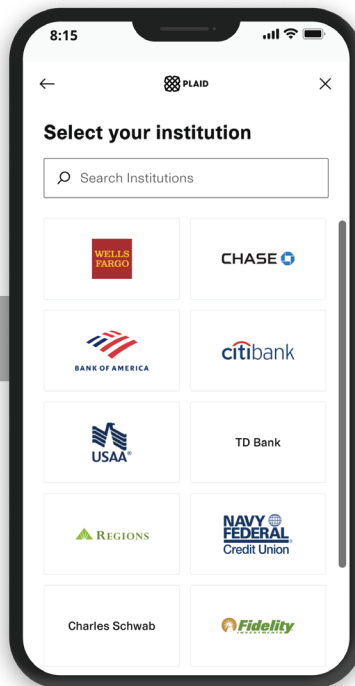 8:15
PLAID
Select your institution
Search Institutions
WELLS
FARGO
CHASE
BANK OF AMERICA
citibank
USAA®
TD Bank
REGIONS
NAVY
FEDERAL
Credit Union
Charles Schwab
Fidelity
INVESTMENTS